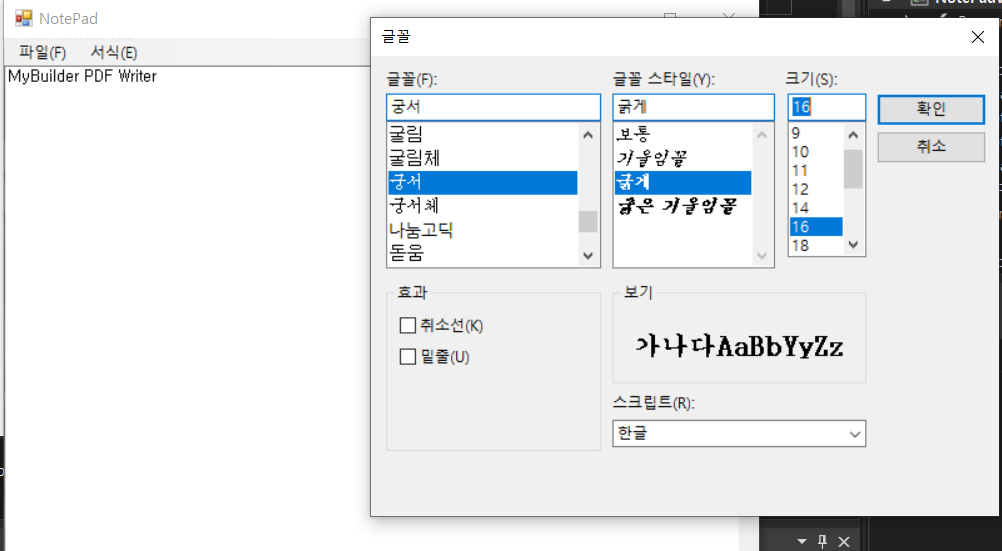 NotePad
파일(F) 서식(E)
MyBuilder PDF Writer
글꼴
글꼴(F):
궁서
굴림
굴림체
궁서
궁서체
나눔고딕
돋움
글꼴 스타일(Y):
굵게
보통
기울임꼴
굵게
굵은 기울임꼴
크기(S):
16
9
10
11
12
14
16
18
확인
취소
효과
취소선(K)
밑줄(U)
보기
가나다AaBbYyZz
스크립트(R):
한글